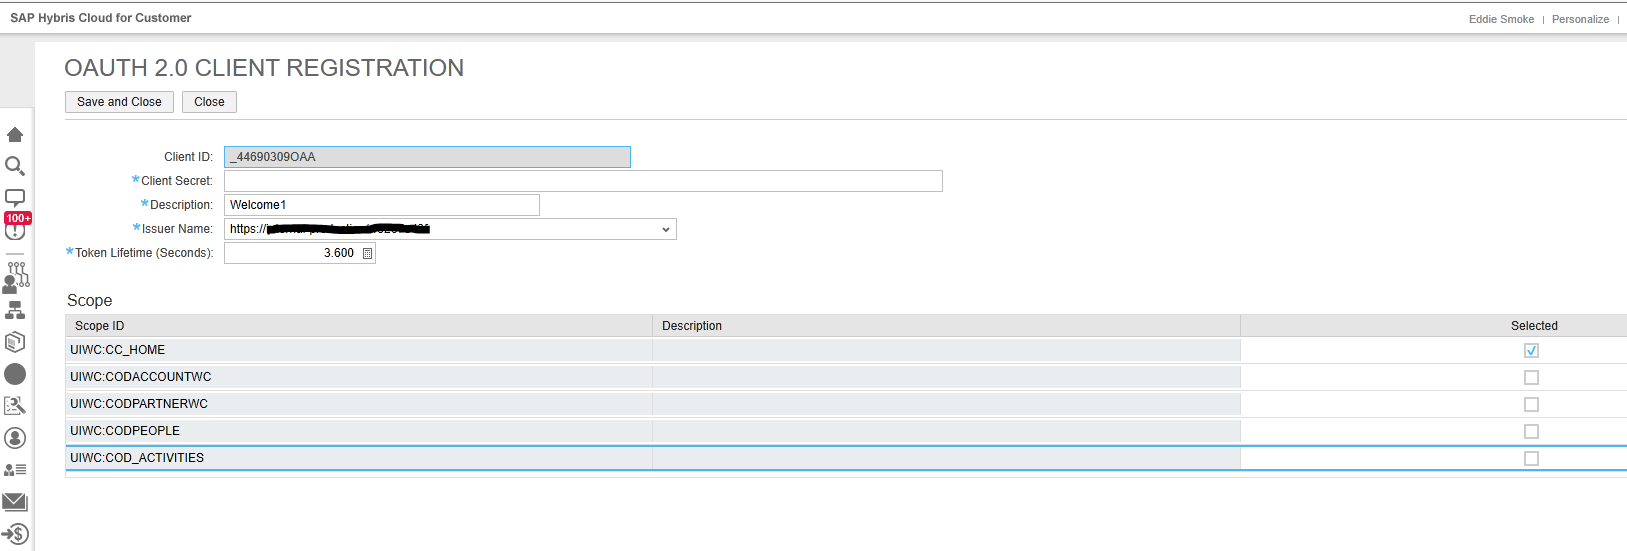 SAP Hybris Cloud for Customer
Eddie Smoke | Personalize |
OAUTH 2.0 CLIENT REGISTRATION
Save and Close Close
Client ID: _44690309OAA
*Client Secret:
*Description: Welcome1
*Issuer Name: https://
*Token Lifetime (Seconds): 3.600
100+
Scope
Scope ID Description Selected
UIWC:CC_HOME
UIWC:CODACCOUNTWC
UIWC:CODPARTNERWC
UIWC:CODPEOPLE
UIWC:COD_ACTIVITIES